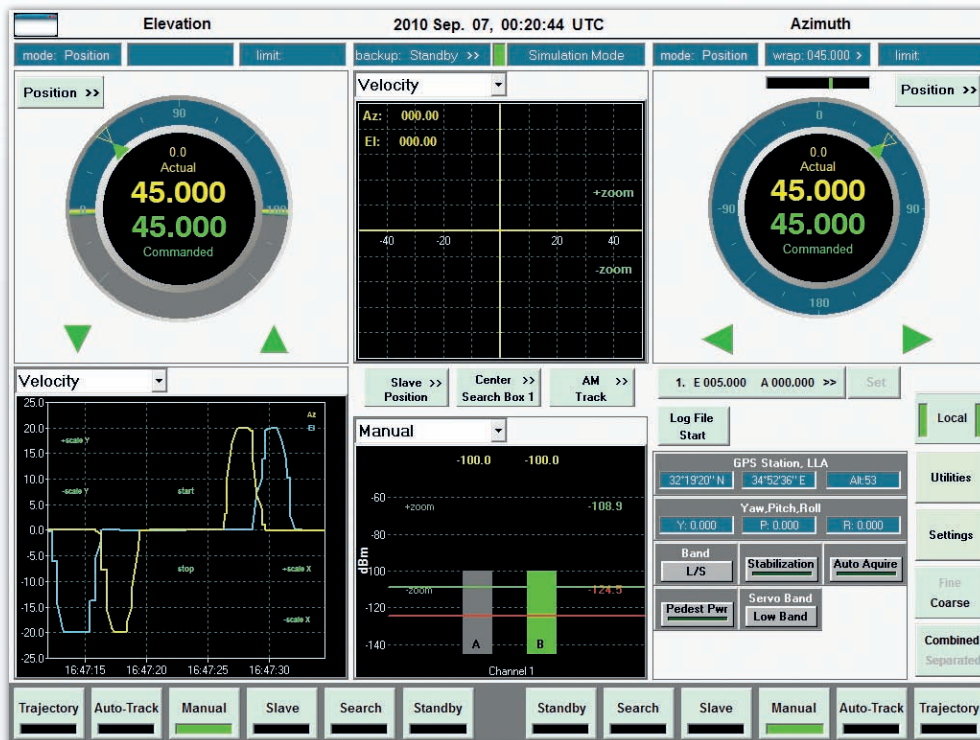 Elevation
2010 Sep. 07, 00:20:44 UTC
Azimuth
mode: Position
limit:
backup: Standby >>
Simulation Mode
mode: Position
wrap: 045.000 >
limit:
Position >>
90
0
180
0.0
Actual
45.000
45.000
Commanded
Velocity
Az: 000.00
El: 000.00
+zoom
-40 -20 20 40
-zoom
Position >>
0
-90
90
180
0.0
Actual
45.000
45.000
Commanded
Velocity
25.0
20.0
15.0
10.0
5.0
0.0
-5.0
-10.0
-15.0
-20.0
-25.0
Az
El
+scale Y
-scale Y
start
stop
+scale X
-scale X
16:47:15 16:47:20 16:47:25 16:47:30
Slave >>
Position
Center >>
Search Box 1
AM >>
Track
Manual
-100.0 -100.0
-60
-80
-100
-120
-140
dBm
+zoom
-108.9
-zoom
-124.5
A
B
Channel 1
1. E 005.000 A 000.000 >>
Set
Log File
Start
GPS Station, LLA
32°19'20" N
34°52'36" E
Alt:53
Yaw,Pitch,Roll
Y: 0.000
P: 0.000
R: 0.000
Band
L/S
Stabilization
Auto Aquire
Pedest Pwr
Servo Band
Low Band
Local
Utilities
Settings
Fine
Coarse
Combined
Separated
Trajectory
Auto-Track
Manual
Slave
Search
Standby
Standby
Search
Slave
Manual
Auto-Track
Trajectory